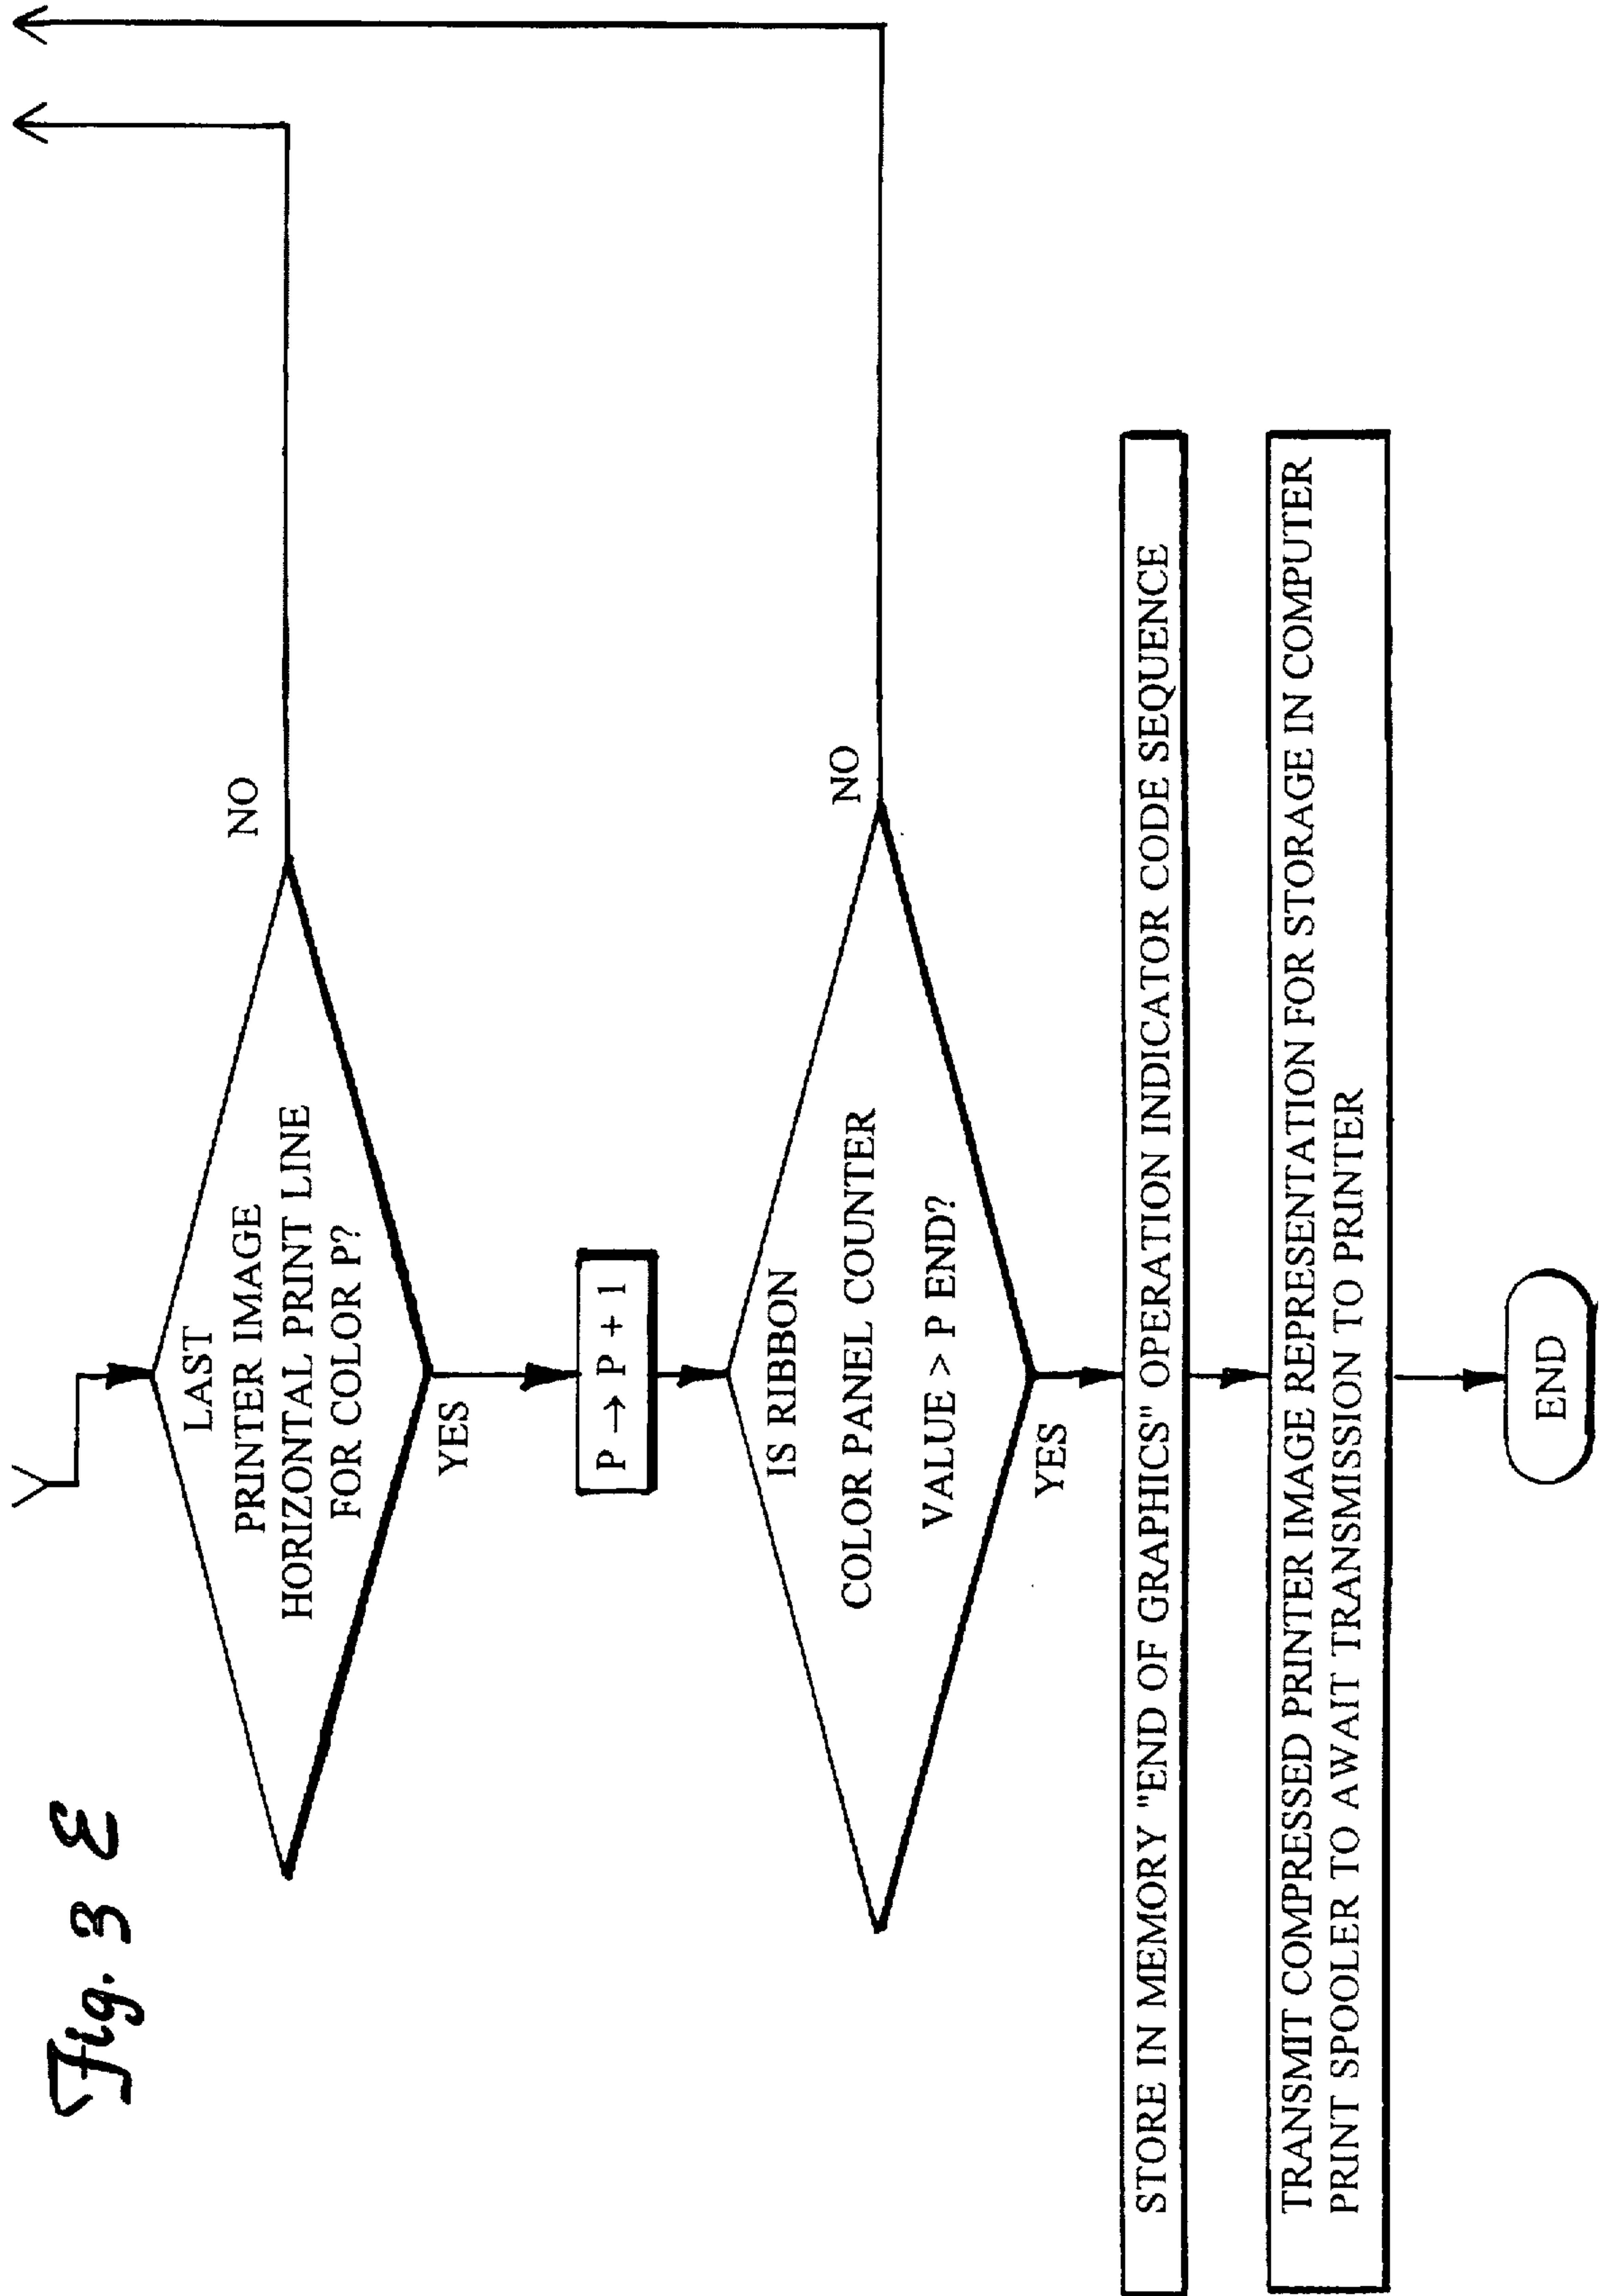 Fig. 3 E
LAST
PRINTER IMAGE
HORIZONTAL PRINT LINE
FOR COLOR P?
NO
YES
P → P + 1
IS RIBBON
COLOR PANEL COUNTER
VALUE > P END?
NO
YES
STORE IN MEMORY "END OF GRAPHICS" OPERATION INDICATOR CODE SEQUENCE
TRANSMIT COMPRESSED PRINTER IMAGE REPRESENTATION FOR STORAGE IN COMPUTER
PRINT SPOOLER TO AWAIT TRANSMISSION TO PRINTER
END